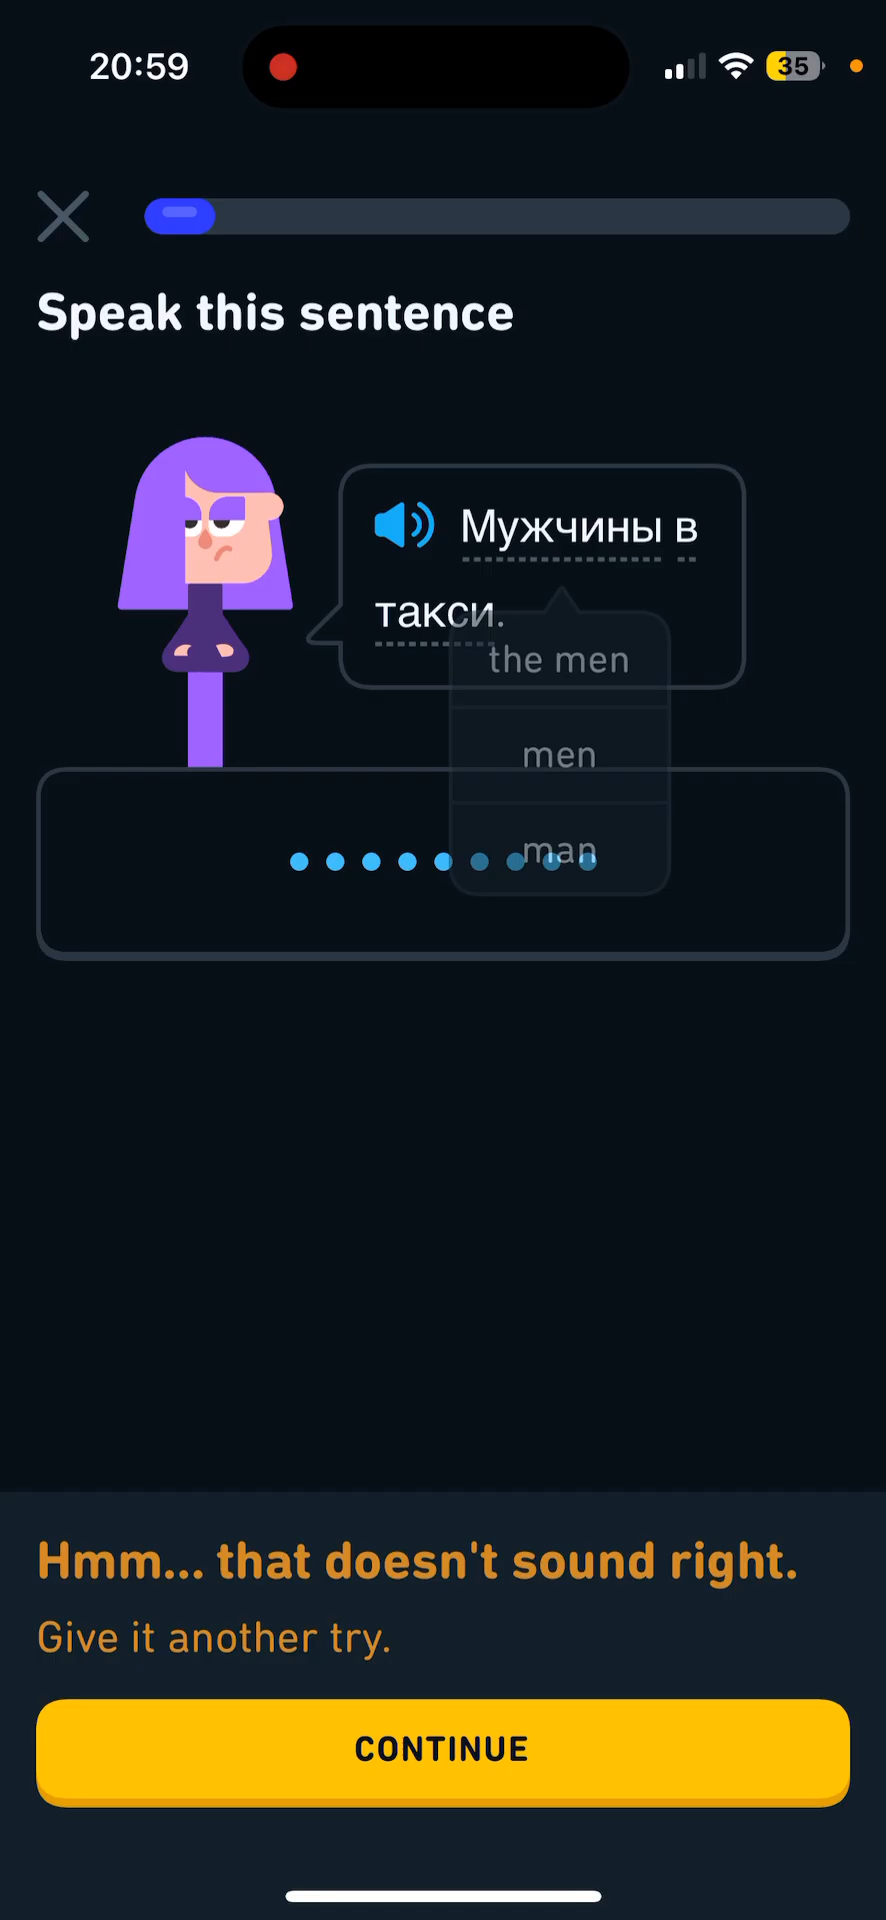 20:59
35
Speak this sentence
Мужчины в
такси.
the men
men
man
Hmm... that doesn't sound right.
Give it another try.
CONTINUE